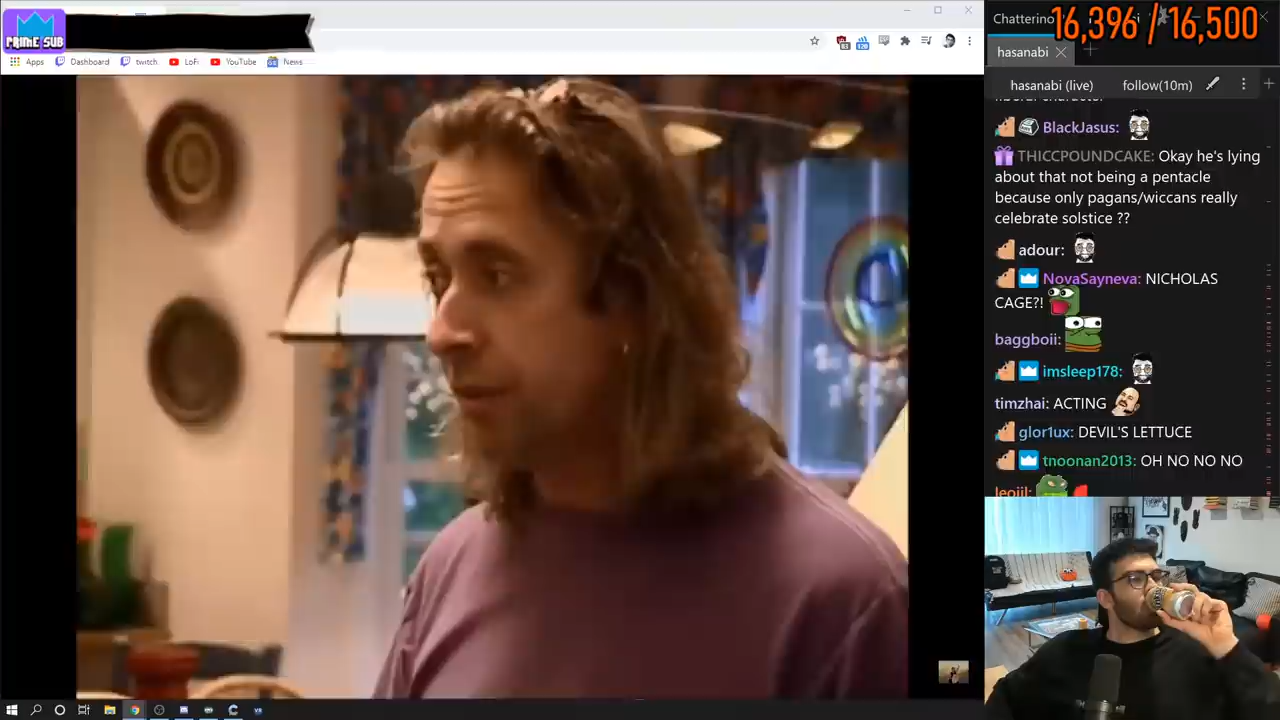 PRIME SUB
Apps
Dashboard
twitch
LoFi
YouTube
News
63
120
Chatterino
16,396 / 16,500
hasanabi
hasanabi (live)
follow(10m)
BlackJasus:
THICCPOUNDCAKE: Okay he's lying
about that not being a pentacle
because only pagans/wiccans really
celebrate solstice ??
adour:
NovaSayneva: NICHOLAS
CAGE?!
baggboii:
imsleep178:
timzhai: ACTING
glor1ux: DEVIL'S LETTUCE
tnoonan2013: OH NO NO NO